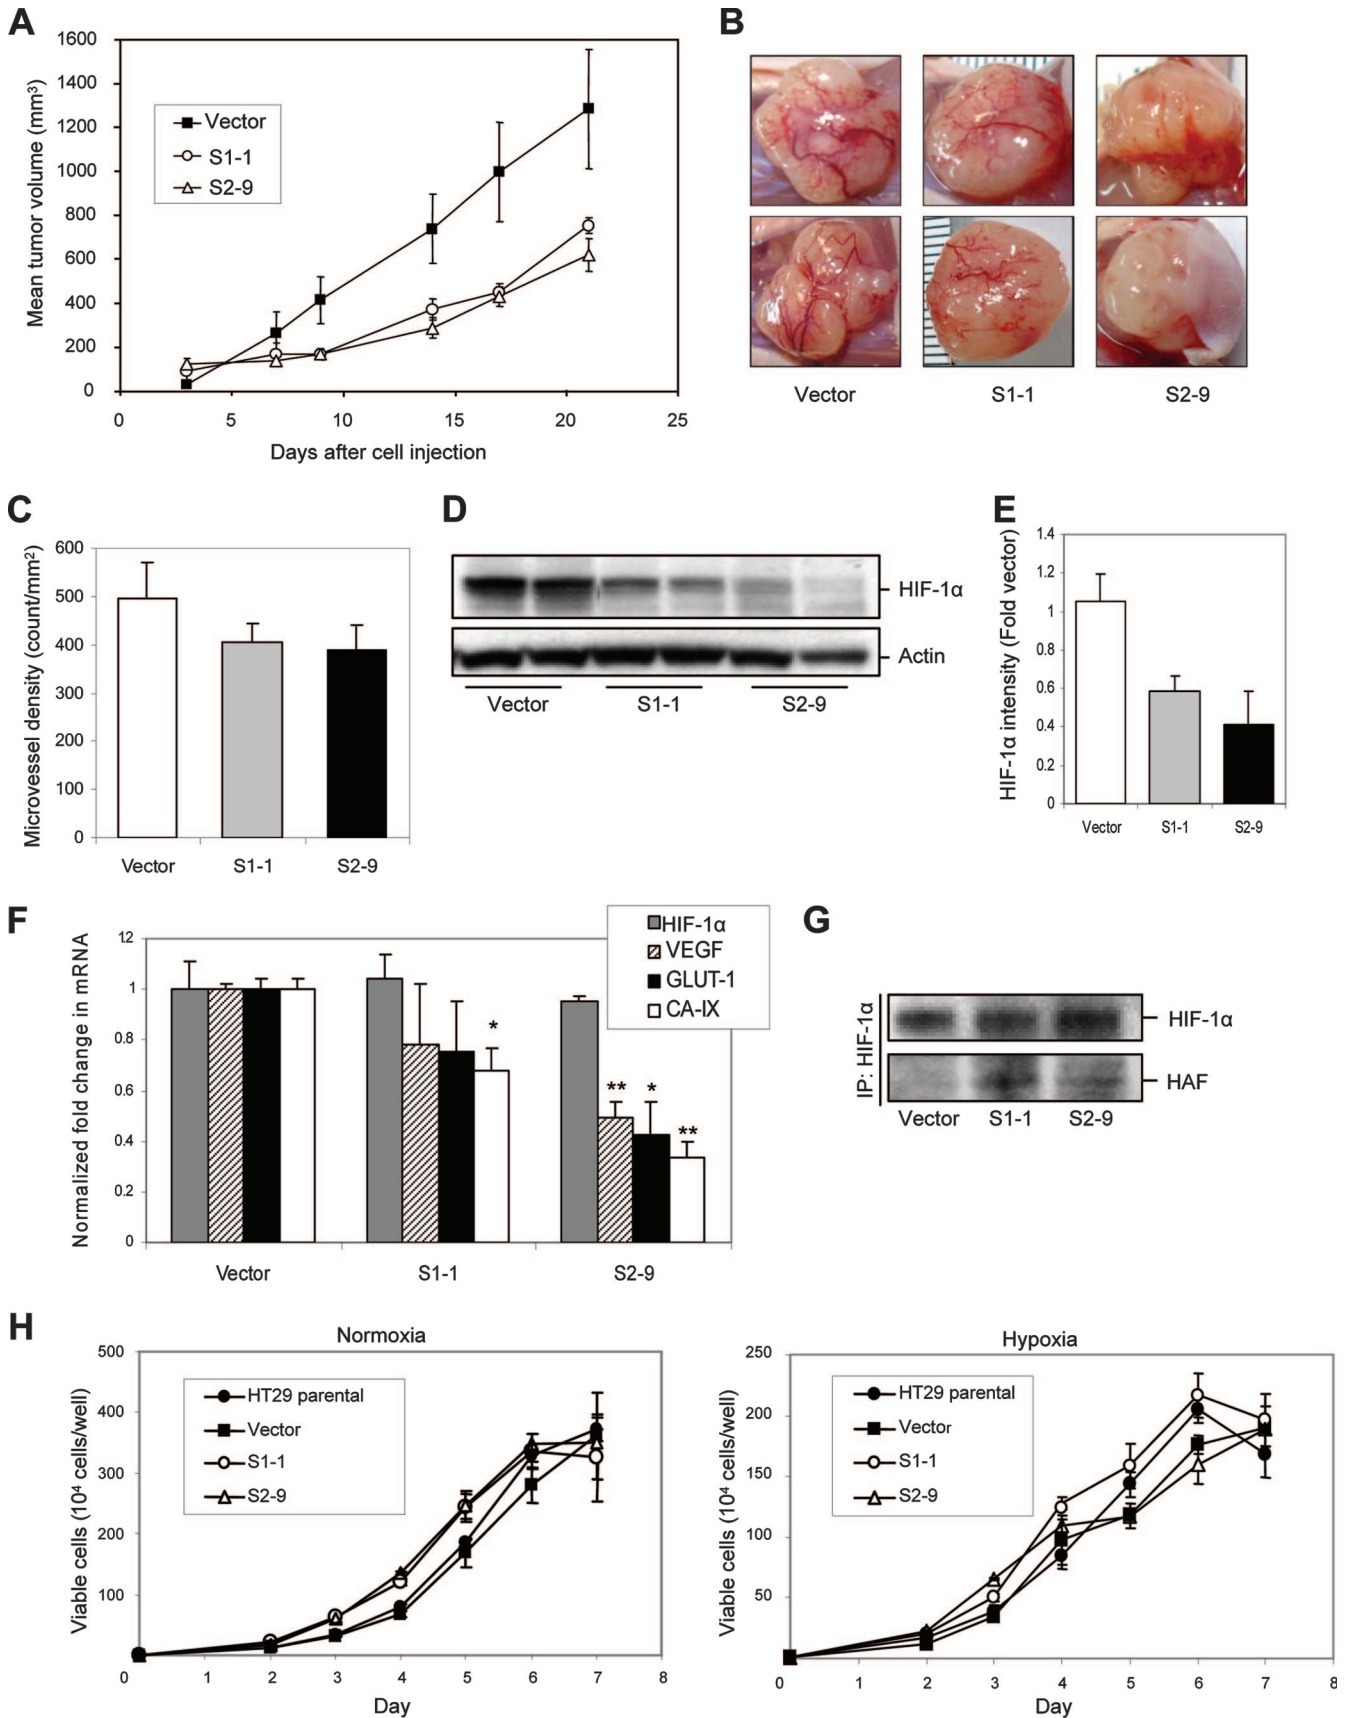 A
Mean tumor volume (mm³)
1600
1400
1200
1000
800
600
400
200
0
Vector
S1-1
S2-9
0 5 10 15 20 25
Days after cell injection
B
Vector S1-1 S2-9
C
Microvessel density (count/mm²)
600
500
400
300
200
100
0
Vector S1-1 S2-9
D
HIF-1α
Actin
Vector S1-1 S2-9
E
HIF-1α intensity (Fold vector)
1.4
1.2
1
0.8
0.6
0.4
0.2
0
Vector S1-1 S2-9
F
Normalized fold change in mRNA
12
1
0.8
0.6
0.4
0.2
0
HIF-1α
VEGF
GLUT-1
CA-IX
*
** * **
Vector S1-1 S2-9
G
IP: HIF-1α
HIF-1α
HAF
Vector S1-1 S2-9
H
Normoxia
Viable cells (10⁴ cells/well)
500
400
300
200
100
HT29 parental
Vector
S1-1
S2-9
0 1 2 3 4 5 6 7 8
Day
Hypoxia
Viable cells (10⁴ cells/well)
250
200
150
100
50
HT29 parental
Vector
S1-1
S2-9
0 1 2 3 4 5 6 7 8
Day